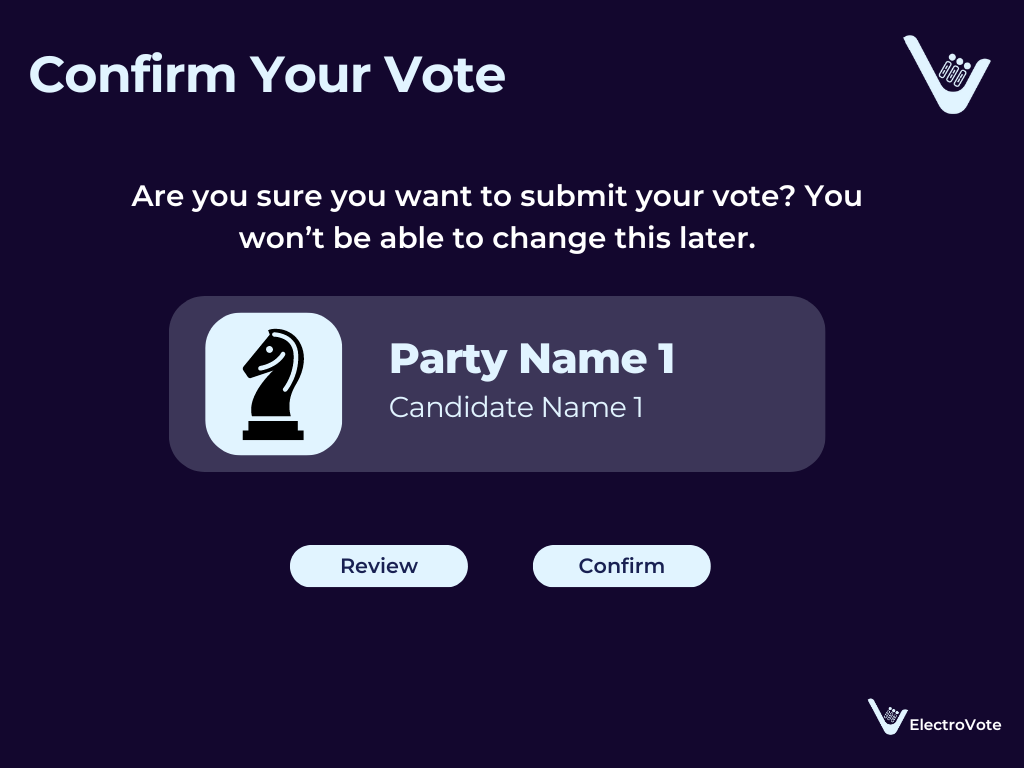 Confirm Your Vote
Are you sure you want to submit your vote? You
won’t be able to change this later.
Party Name 1
Candidate Name 1
Review
Confirm
ElectroVote